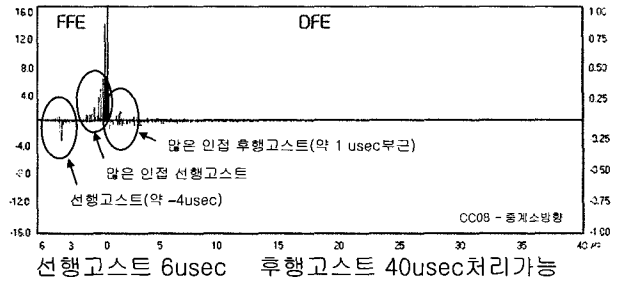 16.0 FFE DFE 1.00
12.0 0.75
8.0 0.50
4.0 0.25
-4.0 많은 인접 후행고스트(약 1 usec부근) 0.25
-8.0 많은 인접 선행고스트 -0.50
-12.0 선행고스트(약 -4usec) -0.75
CC08 - 중계소방향
-16.0 -1.00
6 3 0 5 10 15 20 25 30 35 40 μs
선행고스트 6usec 후행고스트 40usec처리가능